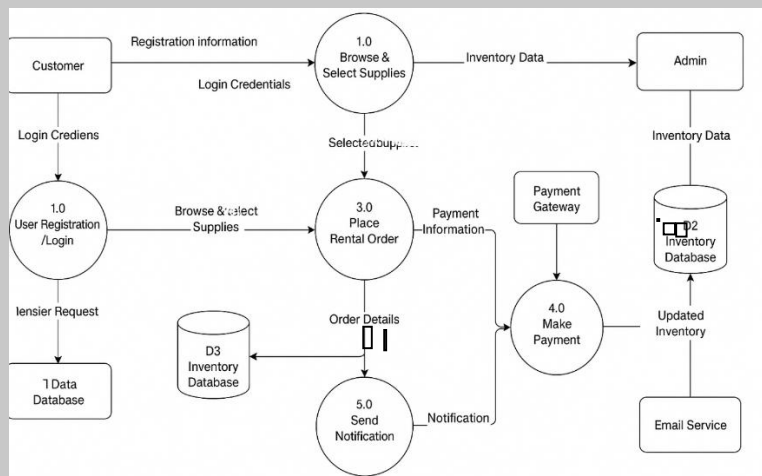 Customer
Registration information
Login Credentials
1.0
Browse &
Select Supplies
Inventory Data
Admin
Login Crediens
Selected
Inventory Data
1.0
User Registration
/Login
Browse & select
Supplies
3.0
Place
Rental Order
Payment
Information
Payment
Gateway
D2
Inventory
Database
Request
Order Details
D3
Inventory
Database
4.0
Make
Payment
Updated
Inventory
Data
Database
5.0
Send
Notification
Notification
Email Service